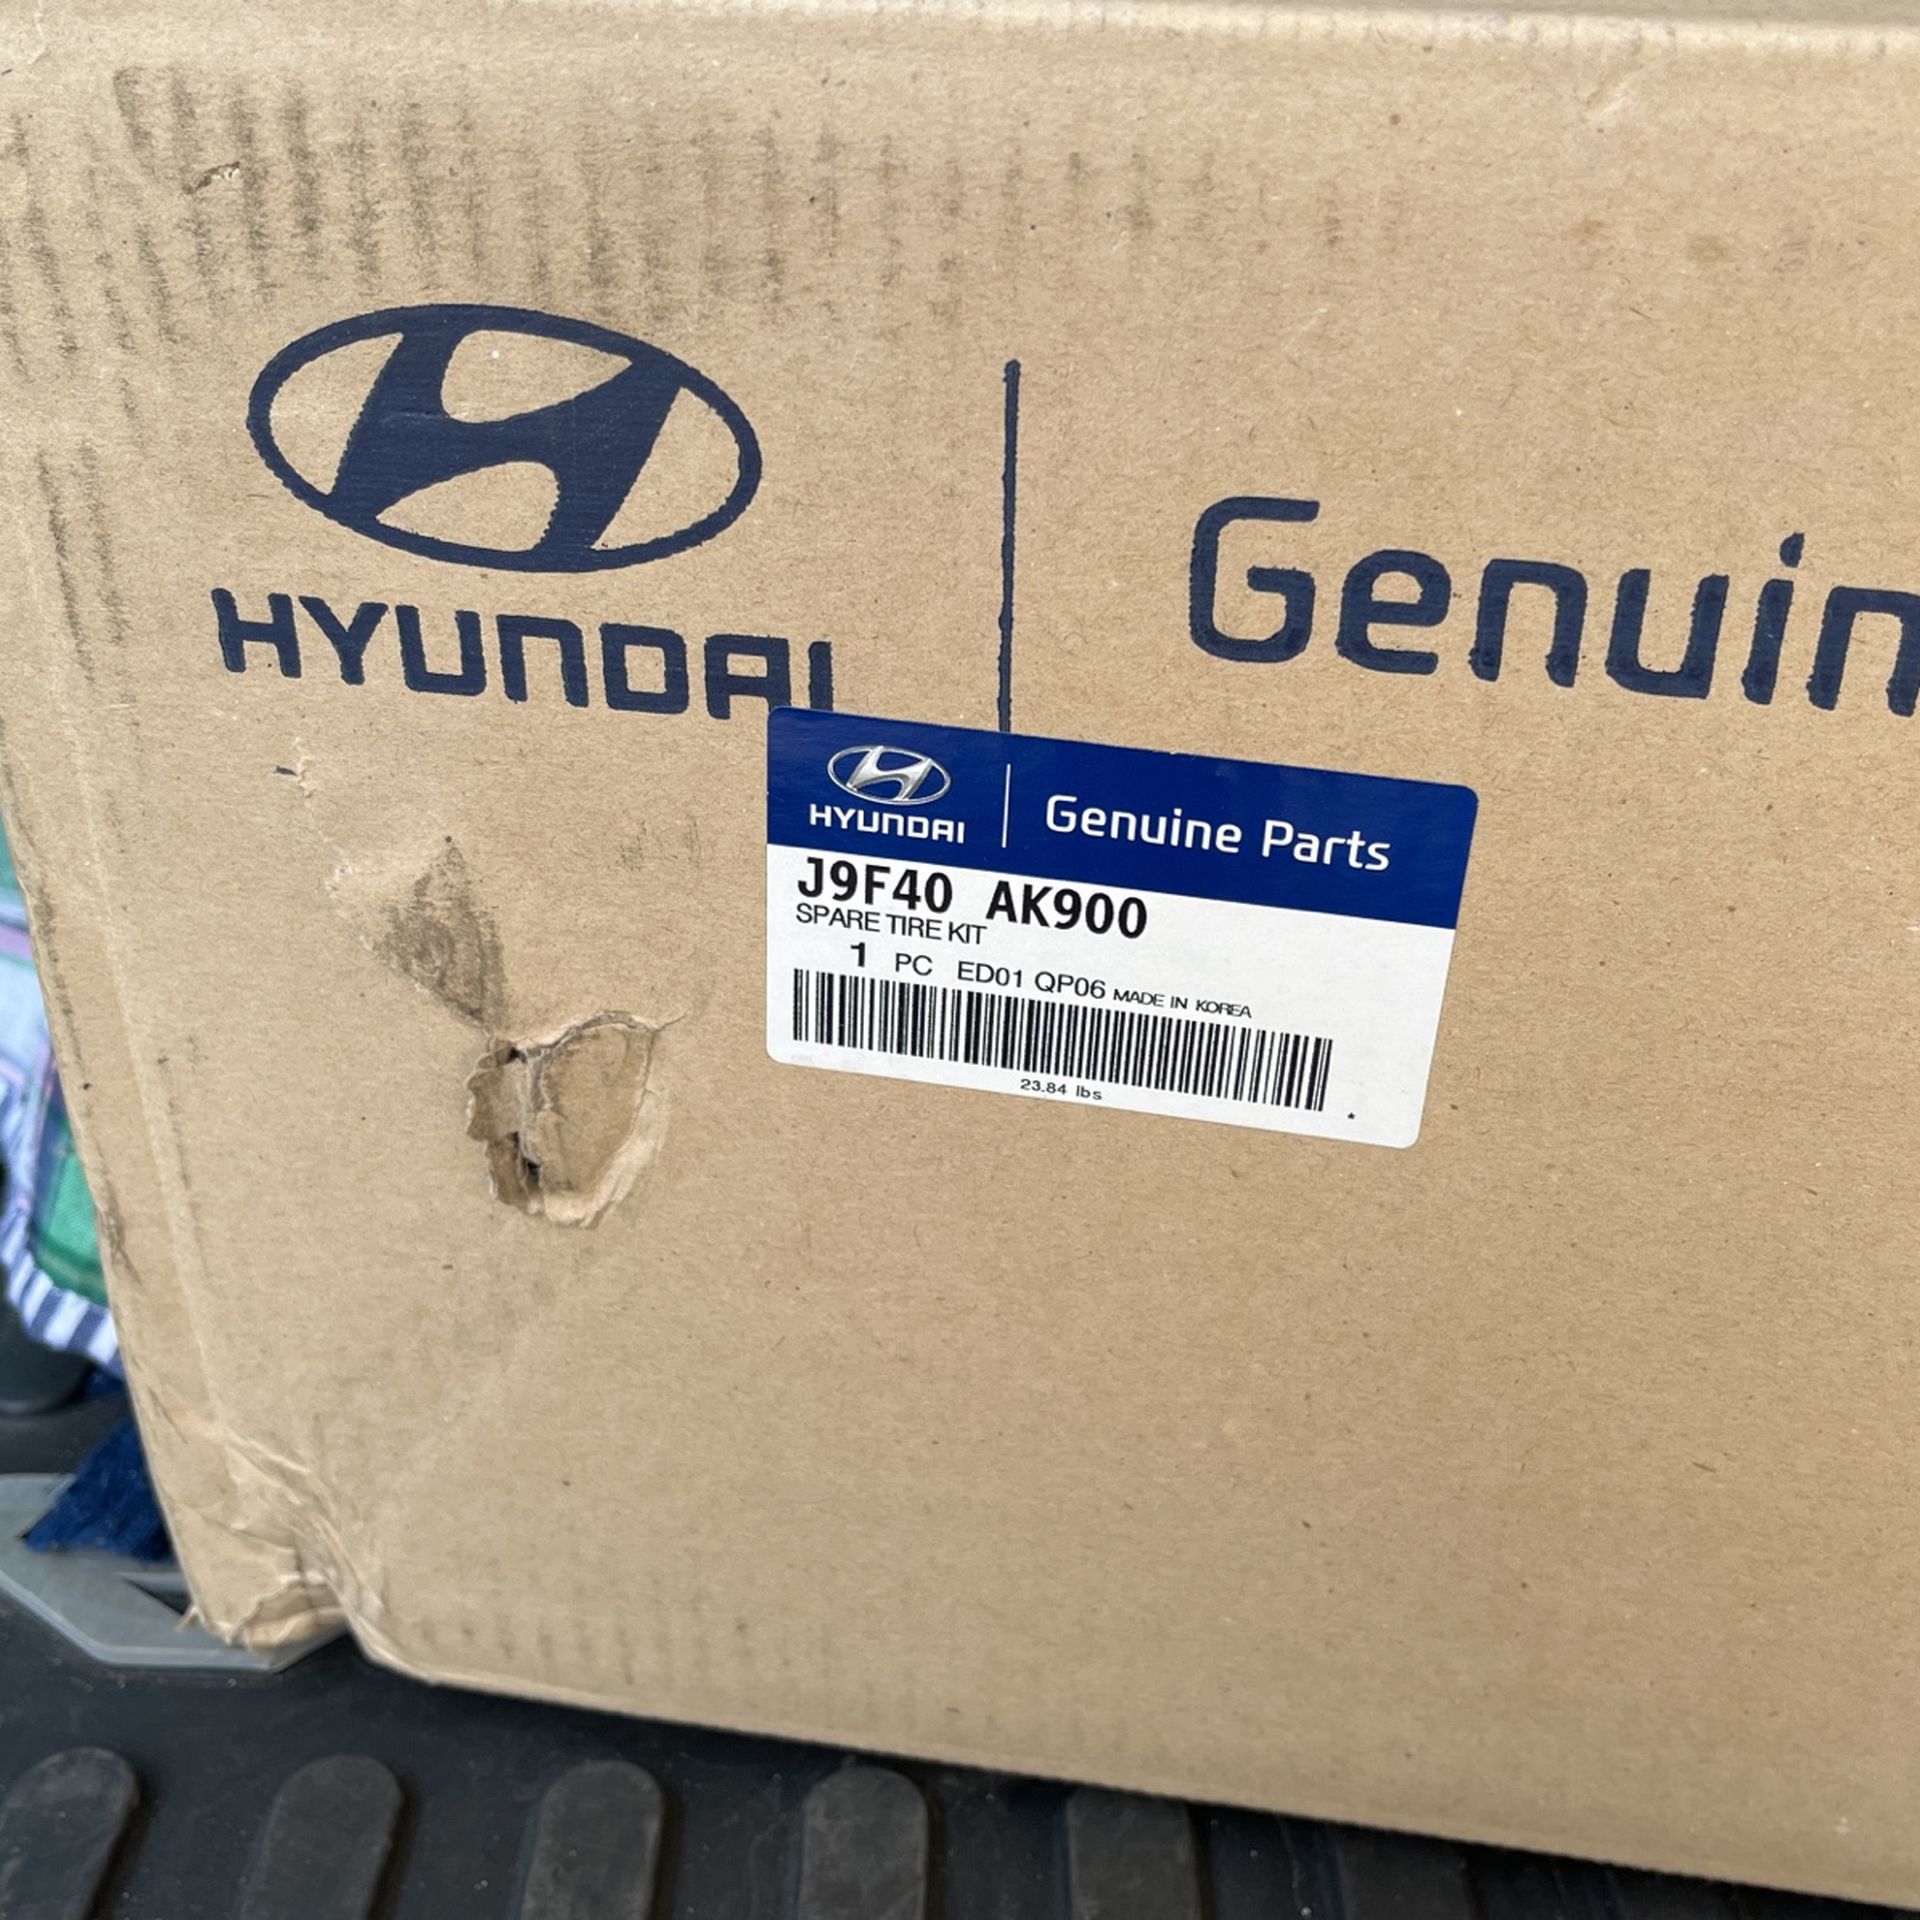 HYUNDAI
Genuin
HYUNDAI
Genuine Parts
J9F40 AK900
SPARE TIRE KIT
1 PC ED01 QP06 MADE IN KOREA
23.84 lbs
*